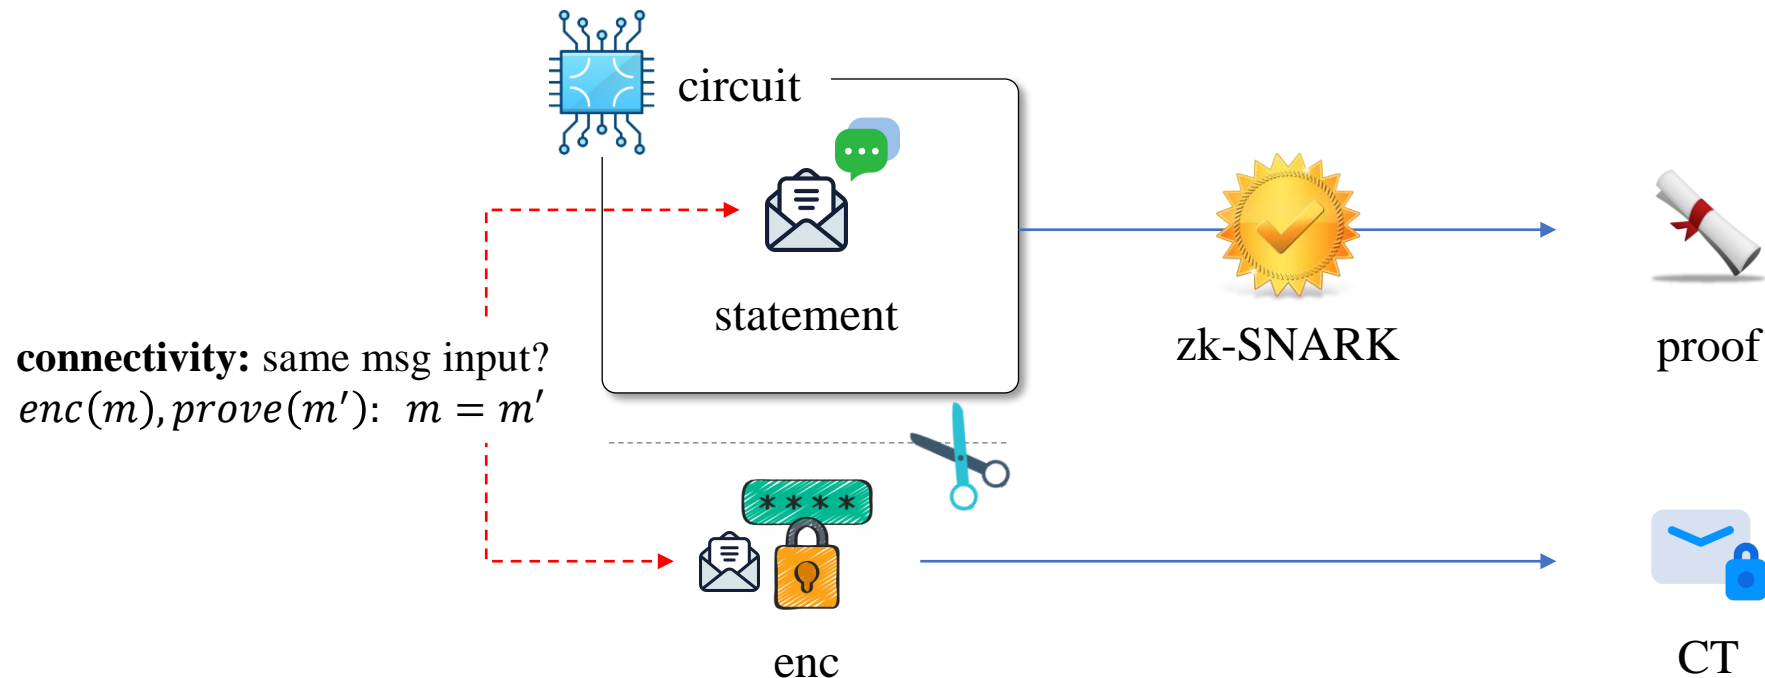 circuit
statement
zk-SNARK
proof
connectivity: same msg input?
enc(m), prove(m′): m = m′
****
enc
CT